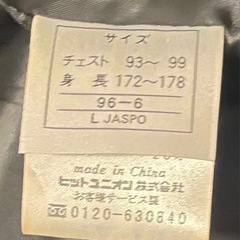 サイズ
チェスト 93～99
身長 172～178
96-6
L JASPO
made in China
ヒットユニオン株式会社
お客様サービス係
0120-630840